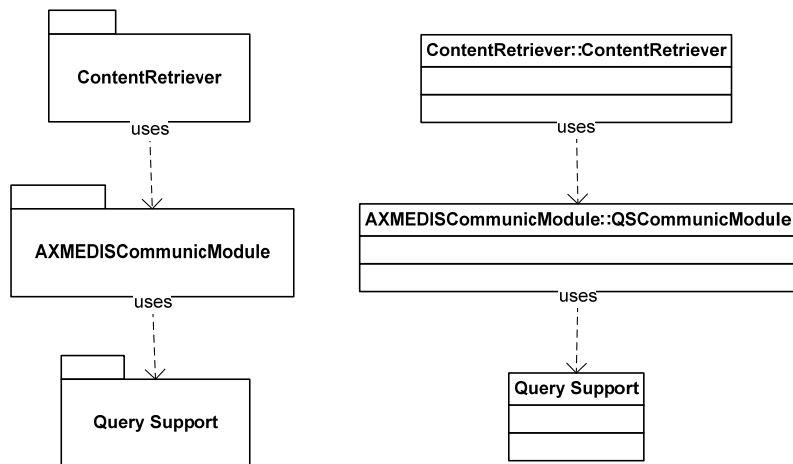 ContentRetriever
uses
AXMEDISCommunicModule
uses
Query Support
ContentRetriever::ContentRetriever
uses
AXMEDISCommunicModule::QSCommunicModule
uses
Query Support